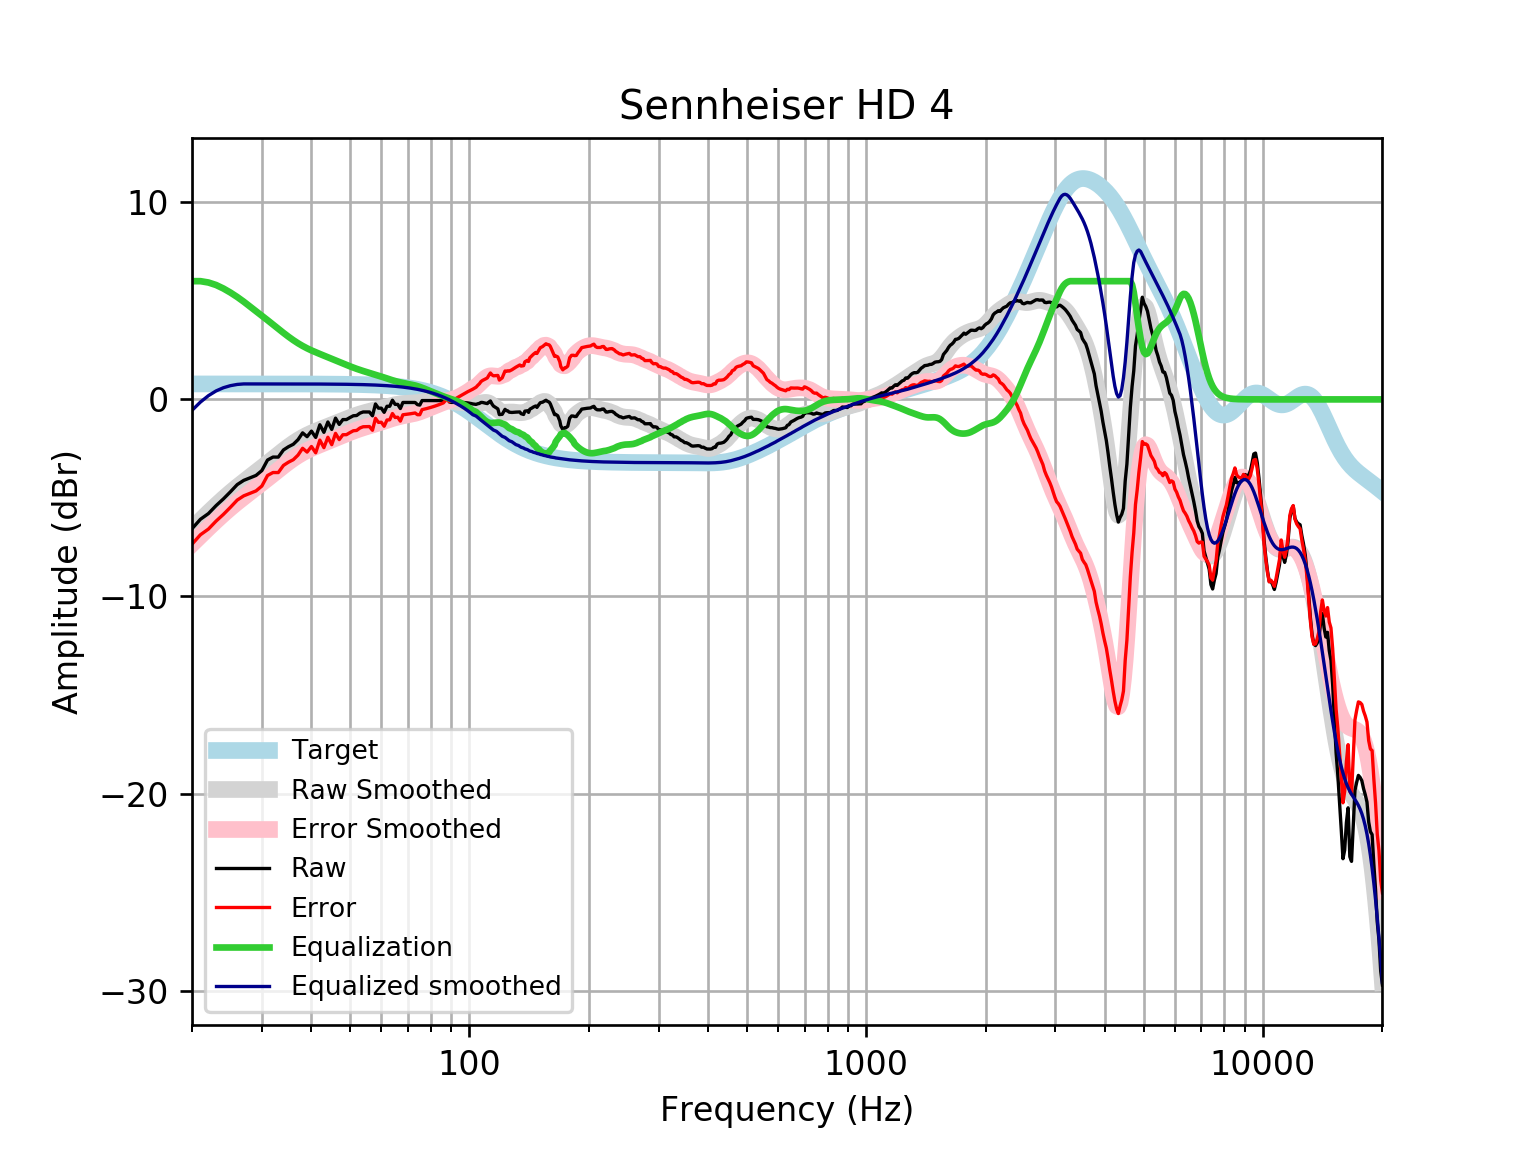 Sennheiser HD 4
Amplitude (dBr)
10
0
−10
−20
−30
Target
Raw Smoothed
Error Smoothed
Raw
Error
Equalization
Equalized smoothed
100 1000 10000
Frequency (Hz)